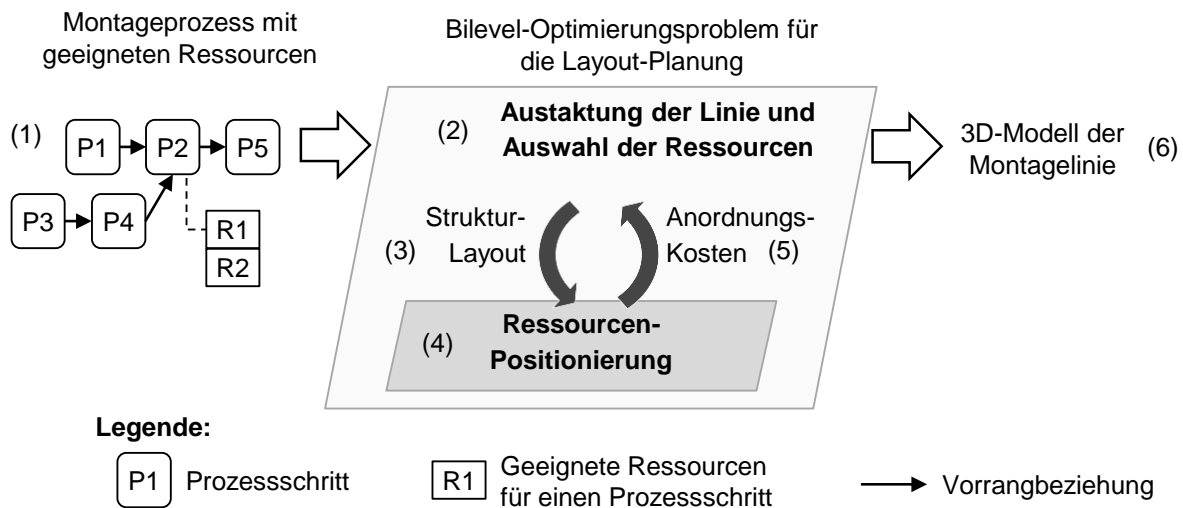 Montageprozess mit
geeigneten Ressourcen
Bilevel-Optimierungsproblem für
die Layout-Planung
(1)
P1
P2
P5
P3
P4
R1
R2
(2)
Austaktung der Linie und
Auswahl der Ressourcen
(3)
Struktur-
Layout
Anordnungs-
Kosten
(5)
(4)
Ressourcen-
Positionierung
3D-Modell der
Montagelinie
(6)
Legende:
P1
Prozessschritt
R1
Geeignete Ressourcen
für einen Prozessschritt
Vorrangbeziehung